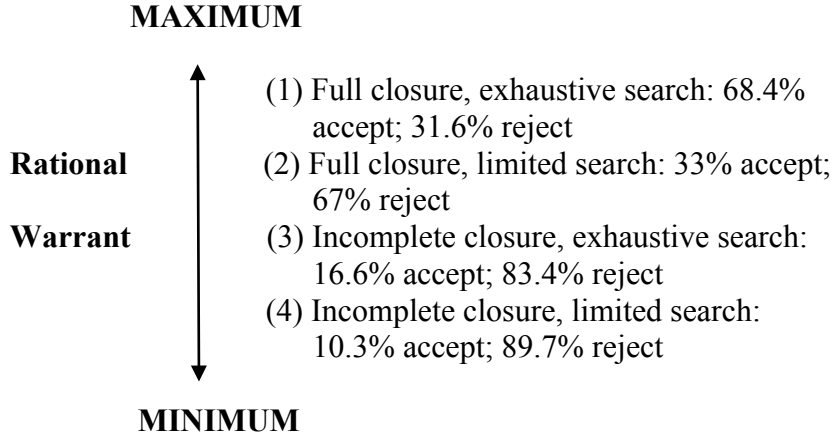 MAXIMUM
(1) Full closure, exhaustive search: 68.4%
accept; 31.6% reject
Rational (2) Full closure, limited search: 33% accept;
67% reject
Warrant (3) Incomplete closure, exhaustive search:
16.6% accept; 83.4% reject
(4) Incomplete closure, limited search:
10.3% accept; 89.7% reject
MINIMUM